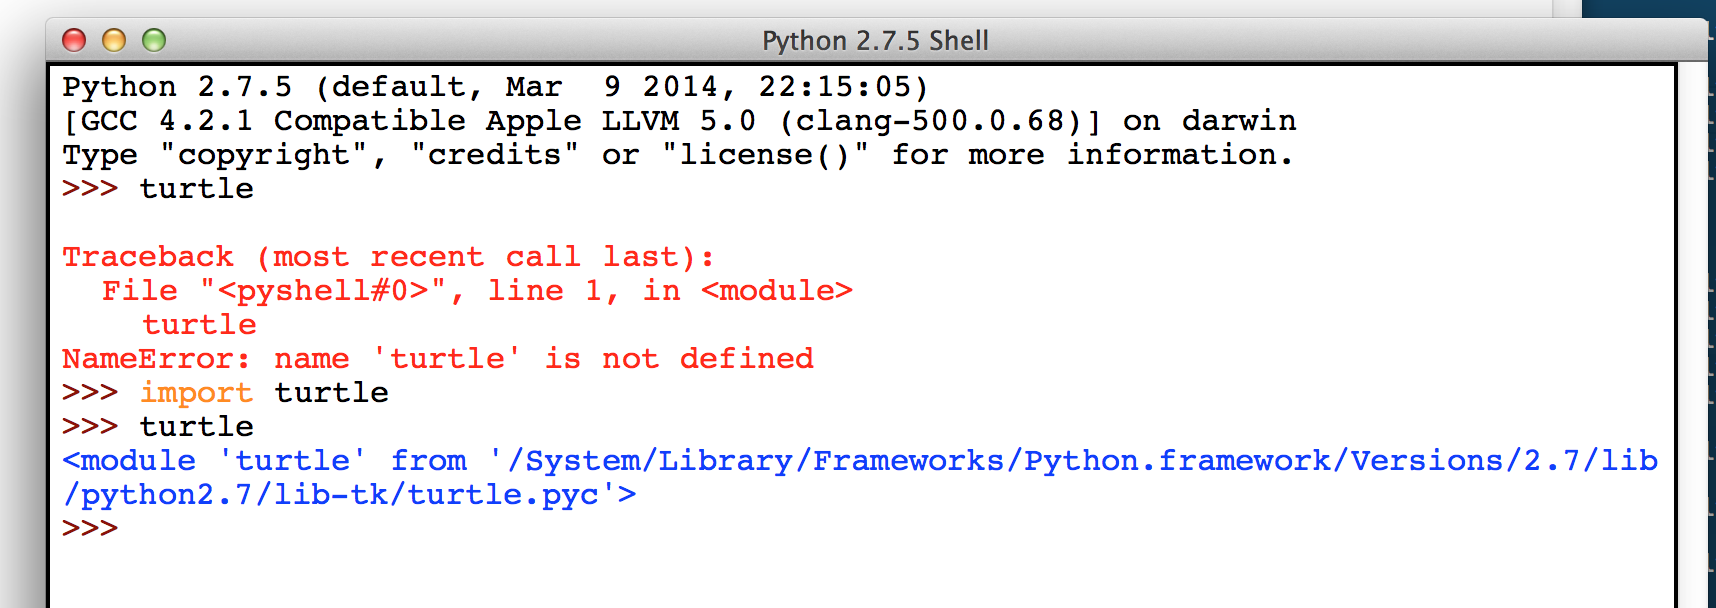 Python 2.7.5 Shell
Python 2.7.5 (default, Mar  9 2014, 22:15:05)
[GCC 4.2.1 Compatible Apple LLVM 5.0 (clang-500.0.68)] on darwin
Type "copyright", "credits" or "license()" for more information.
>>> turtle

Traceback (most recent call last):
  File "<pyshell#0>", line 1, in <module>
    turtle
NameError: name 'turtle' is not defined
>>> import turtle
>>> turtle
<module 'turtle' from '/System/Library/Frameworks/Python.framework/Versions/2.7/lib
/python2.7/lib-tk/turtle.pyc'>
>>>